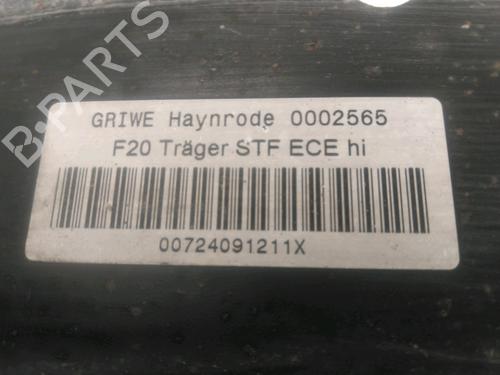 GRIWE Haynrode 0002565
F20 Träger STF ECE hi
00724091211X
B-PARTS